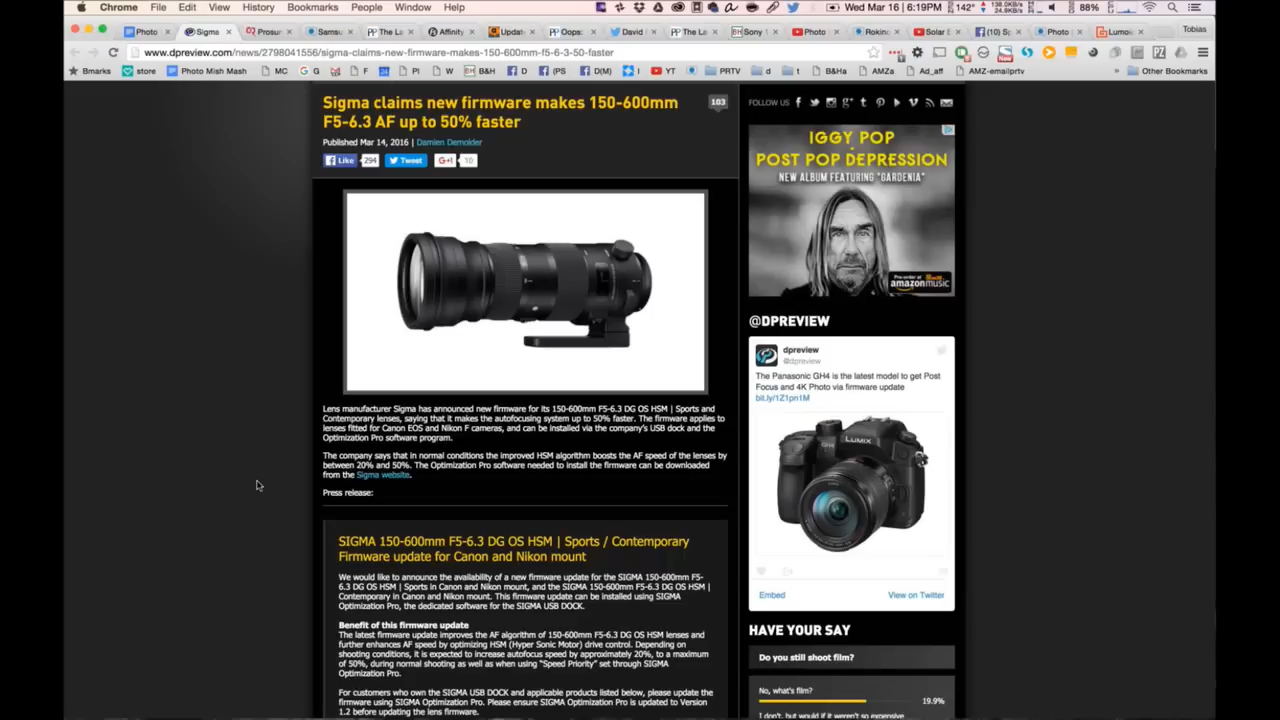 Chrome File Edit View History Bookmarks People Window Help
142° 138.0KB/s 24.9KB/s 88% Wed Mar 16 6:19PM
Photo Sigma Prosum Samsu The La Affinity Update Oops: David The La Sony Photo Rokin Solar E (10) S Photo Lumo Tobias
www.dpreview.com/news/2798041556/sigma-claims-new-firmware-makes-150-600mm-f5-6-3-50-faster
Bmarks store Photo Mish Mash MC G F PI W B&H D (PS D(M) I YT PRTV d t B&Ha AMZa Ad_aff AMZ-emailprtv » Other Bookmarks
Sigma claims new firmware makes 150-600mm
F5-6.3 AF up to 50% faster
103
Published Mar 14, 2016 | Damien Demolder
Like 294 Tweet G+1 10
Lens manufacturer Sigma has announced new firmware for its 150-600mm F5-6.3 DG OS HSM | Sports and
Contemporary lenses, saying that it makes the autofocusing system up to 50% faster. The firmware applies to
lenses fitted for Canon EOS and Nikon F cameras, and can be installed via the company's USB dock and the
Optimization Pro software program.
The company says that in normal conditions the improved HSM algorithm boosts the AF speed of the lenses by
between 20% and 50%. The Optimization Pro software needed to install the firmware can be downloaded
from the Sigma website.
Press release:
SIGMA 150-600mm F5-6.3 DG OS HSM | Sports / Contemporary
Firmware update for Canon and Nikon mount
We would like to announce the availability of a new firmware update for the SIGMA 150-600mm F5-
6.3 DG OS HSM | Sports in Canon and Nikon mount, and the SIGMA 150-600mm F5-6.3 DG OS HSM |
Contemporary in Canon and Nikon mount. This firmware update can be installed using SIGMA
Optimization Pro, the dedicated software for the SIGMA USB DOCK.
Benefit of this firmware update
The latest firmware update improves the AF algorithm of 150-600mm F5-6.3 DG OS HSM lenses and
further enhances AF speed by optimizing HSM (Hyper Sonic Motor) drive control. Depending on
shooting conditions, it is expected to increase autofocus speed by approximately 20%, to a maximum
of 50%, during normal shooting as well as when using "Speed Priority" set through SIGMA
Optimization Pro.
For customers who own the SIGMA USB DOCK and applicable products listed below, please update the
firmware using SIGMA Optimization Pro. Please ensure SIGMA Optimization Pro is updated to Version
1.2 before updating the lens firmware.
FOLLOW US
IGGY POP
POST POP DEPRESSION
NEW ALBUM FEATURING "GARDENIA"
Pre-order at
amazonmusic
@DPREVIEW
dpreview
@dpreview
The Panasonic GH4 is the latest model to get Post
Focus and 4K Photo via firmware update
bit.ly/1Z1pn1M
LUMIX
Embed View on Twitter
HAVE YOUR SAY
Do you still shoot film?
No, what's film?
19.9%
I don't, but would if it weren't so expensive